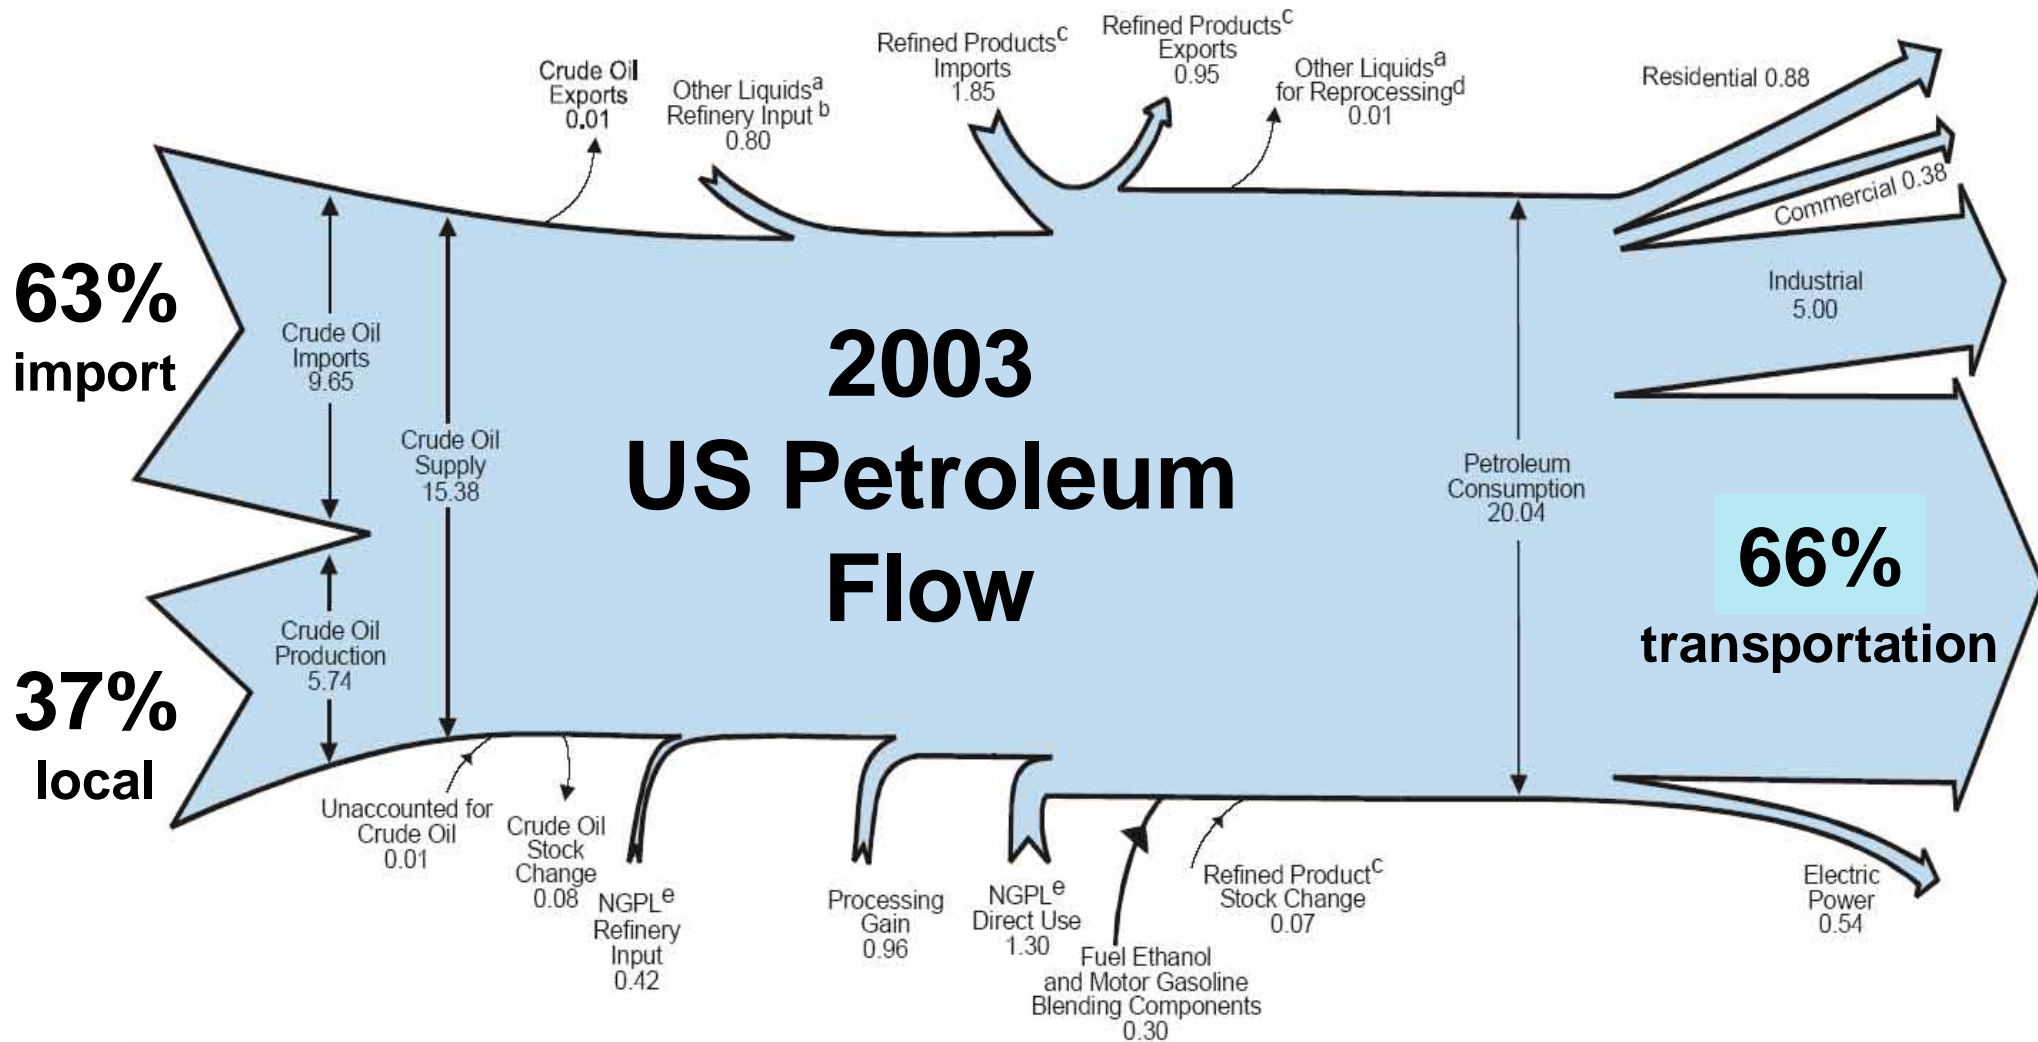 Crude Oil
Exports
0.01
Other Liquidsa
Refinery Input b
0.80
Refined Productsc
Imports
1.85
Refined Productsc
Exports
0.95
Other Liquidsa
for Reprocessingd
0.01
Residential 0.88
Commercial 0.38
Industrial
5.00
63%
import
Crude Oil
Imports
9.65
Crude Oil
Supply
15.38
2003
US Petroleum
Flow
Petroleum
Consumption
20.04
66%
transportation
37%
local
Crude Oil
Production
5.74
Unaccounted for
Crude Oil
0.01
Crude Oil
Stock
Change
0.08
NGPLe
Refinery
Input
0.42
Processing
Gain
0.96
NGPLe
Direct Use
1.30
Fuel Ethanol
and Motor Gasoline
Blending Components
0.30
Refined Productc
Stock Change
0.07
Electric
Power
0.54